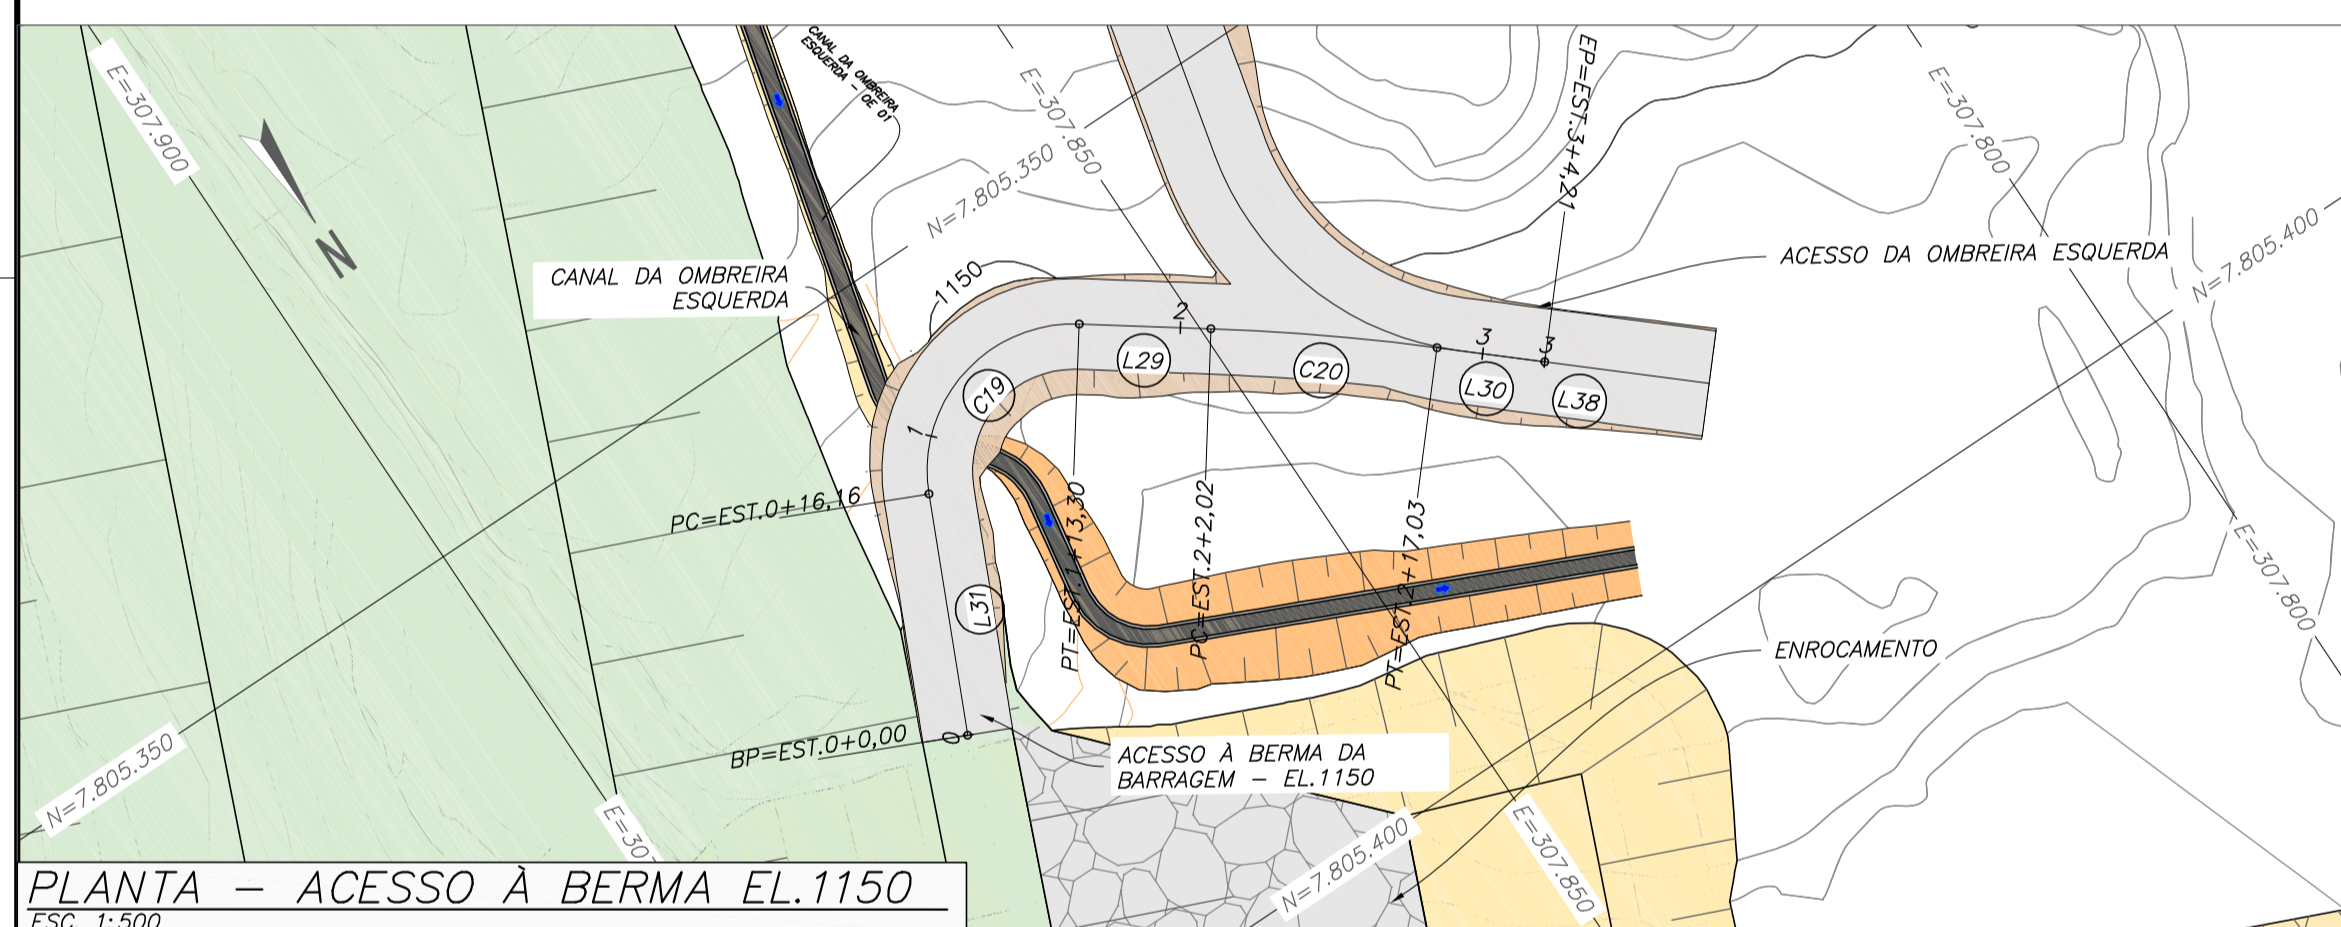 CANAL DA OMBREIRA
ESQUERDA – OE 01
E=307.900
E=307.850
N=7.805.350
EP=EST.3+4,21
E=307.800
N=7.805.400
ACESSO DA OMBREIRA ESQUERDA
N
CANAL DA OMBREIRA
ESQUERDA
1150
2
3
3
L29
C20
L30
L38
C19
1
PC=EST.0+16,16
PT=EST.1+13,30
PC=EST.2+2,02
PT=EST.2+17,03
L31
E=307.800
ENROCAMENTO
BP=EST.0+0,00
0
ACESSO À BERMA DA
BARRAGEM – EL.1150
N=7.805.350
E=307
N=7.805.400
E=307.850
PLANTA – ACESSO À BERMA EL.1150
ESC. 1:500